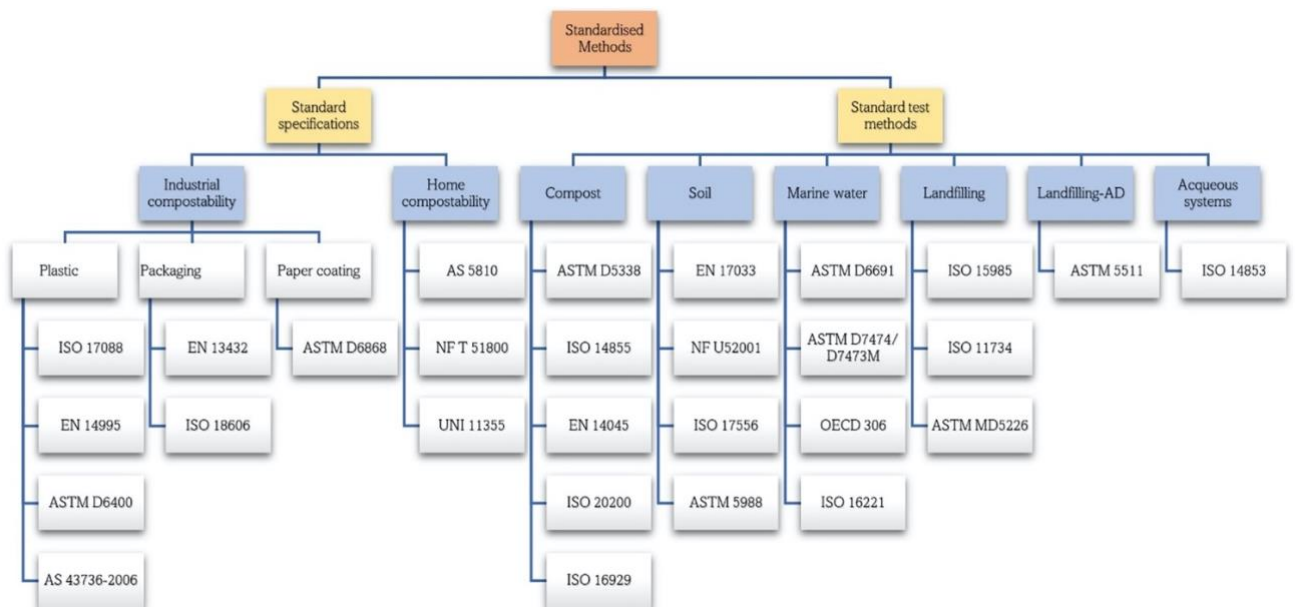 Standardised
Methods
Standard
specifications
Standard test
methods
Industrial
compostability
Home
compostability
Compost
Soil
Marine water
Landfilling
Landfilling-AD
Acqueous
systems
Plastic
Packaging
Paper coating
AS 5810
ASTM D5338
EN 17033
ASTM D6691
ISO 15985
ASTM 5511
ISO 14853
ISO 17088
EN 13432
ASTM D6868
NF T 51800
ISO 14855
NF U52001
ASTM D7474/
D7473M
ISO 11734
EN 14995
ISO 18606
UNI 11355
EN 14045
ISO 17556
OECD 306
ASTM MD5226
ASTM D6400
ISO 20200
ASTM 5988
ISO 16221
AS 43736-2006
ISO 16929